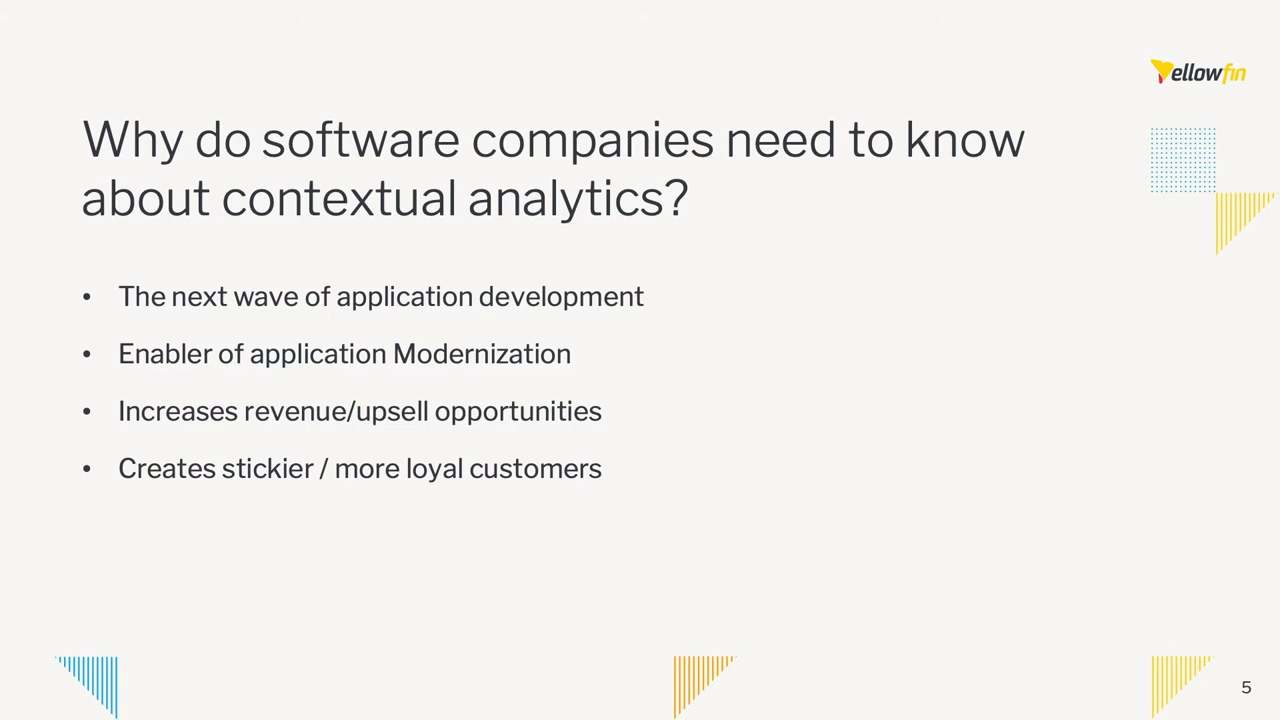 Yellowfin
Why do software companies need to know
about contextual analytics?
• The next wave of application development
• Enabler of application Modernization
• Increases revenue/upsell opportunities
• Creates stickier / more loyal customers
5